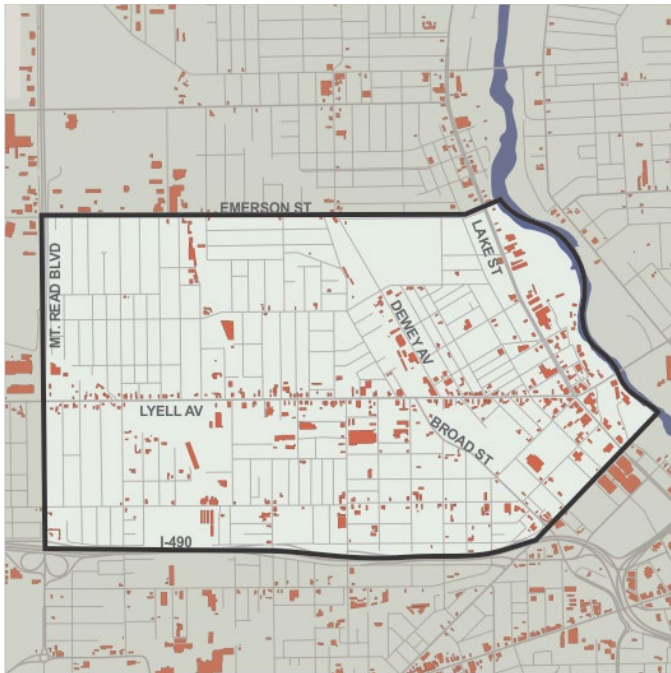 EMERSON ST
LAKE ST
MT. READ BLVD
DEWEY AV
LYELL AV
BROAD ST
I-490